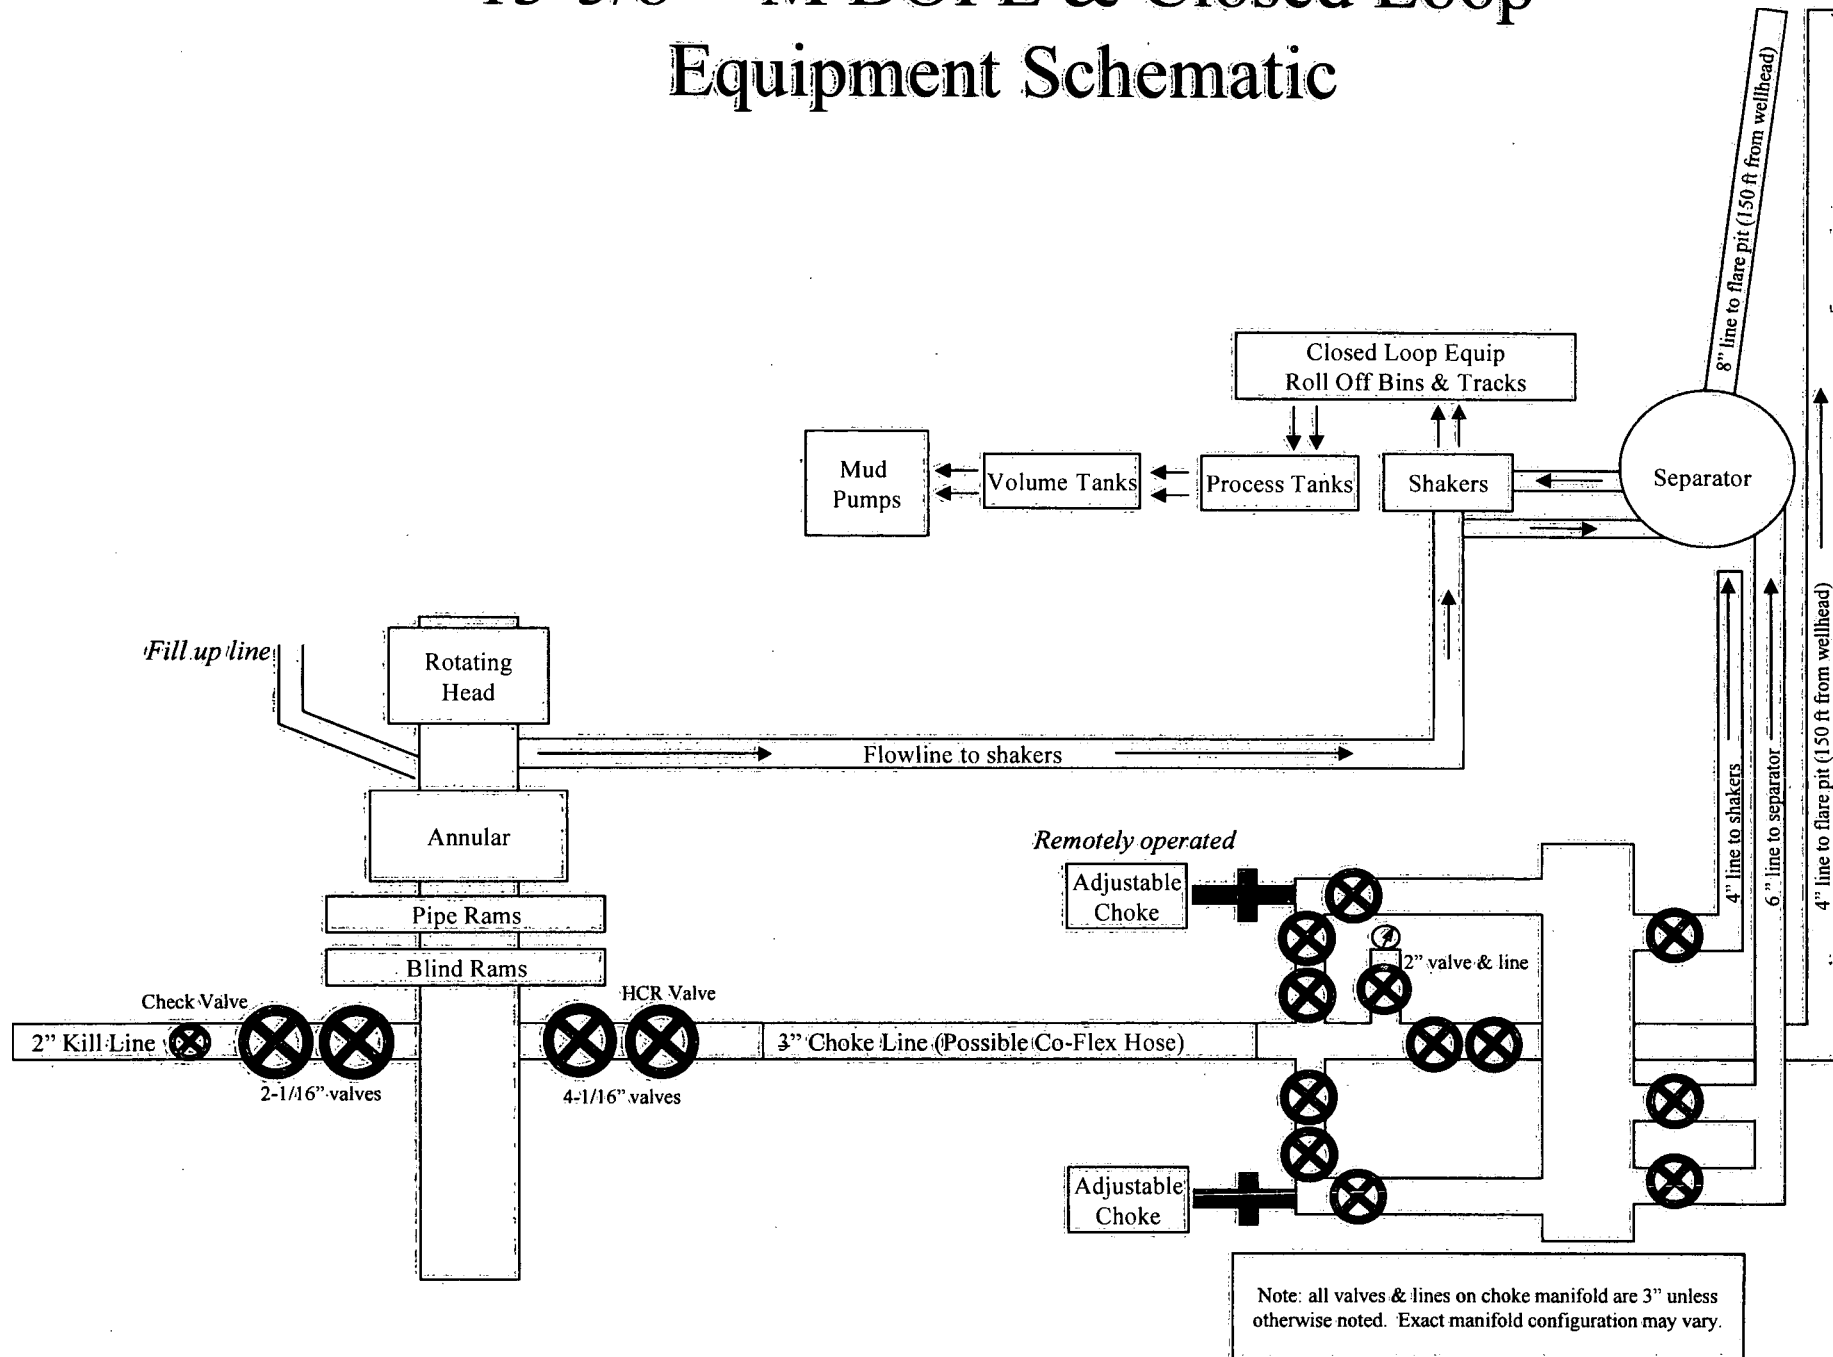 Equipment Schematic
8" line to flare pit (150 ft from wellhead)
Closed Loop Equip
Roll Off Bins & Tracks
Mud
Pumps
Volume Tanks
Process Tanks
Shakers
Separator
Fill up line
Rotating
Head
Flowline to shakers
Annular
Pipe Rams
Blind Rams
Check Valve
HCR Valve
2" Kill Line
3" Choke Line (Possible Co-Flex Hose)
2-1/16" valves
4-1/16" valves
Remotely operated
Adjustable
Choke
2" valve & line
4" line to shakers
6" line to separator
4" line to flare pit (150 ft from wellhead)
Adjustable
Choke
Note: all valves & lines on choke manifold are 3" unless
otherwise noted. Exact manifold configuration may vary.